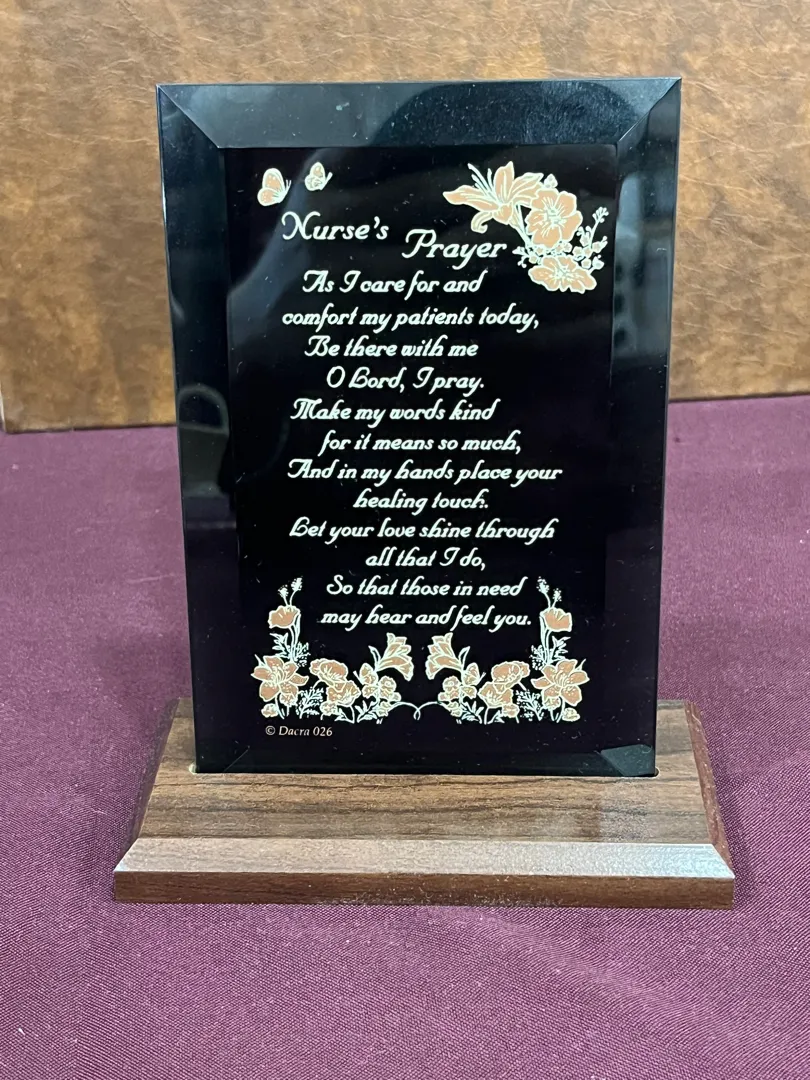 Nurse's Prayer
As I care for and
comfort my patients today,
Be there with me
O Lord, I pray.
Make my words kind
for it means so much,
And in my hands place your
healing touch.
Let your love shine through
all that I do,
So that those in need
may hear and feel you.
© Dacra 026